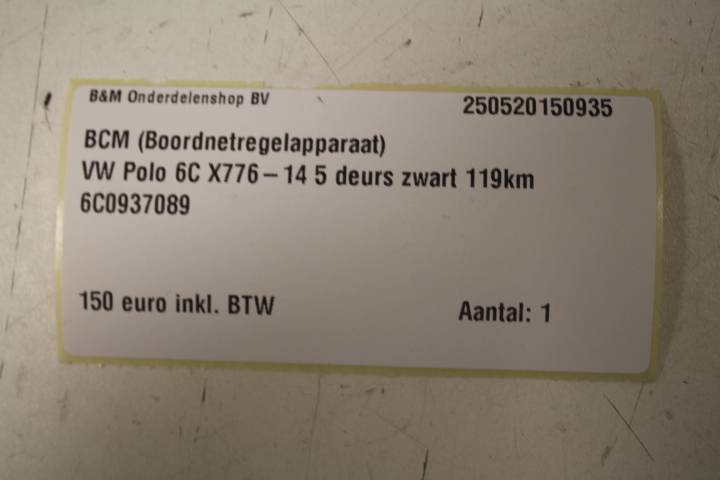 B&M Onderdelenshop BV 250520150935
BCM (Boordnetregelapparaat)
VW Polo 6C X776-14 5 deurs zwart 119km
6C0937089
150 euro inkl. BTW Aantal: 1